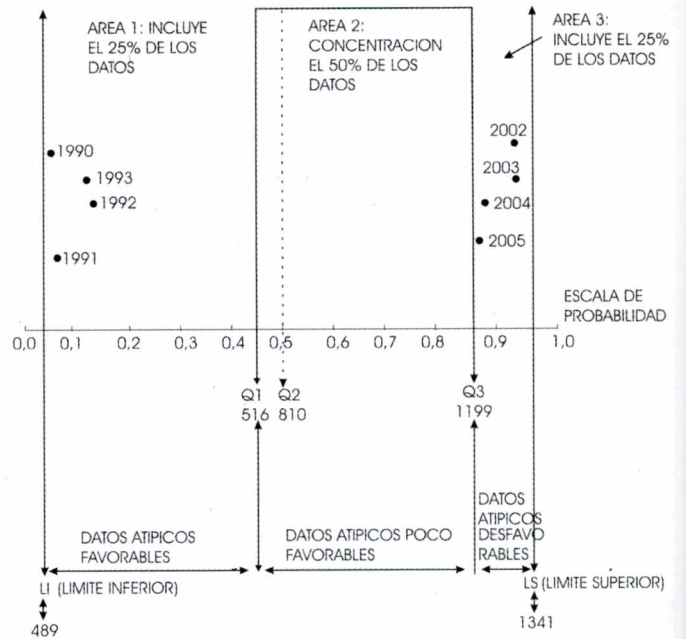 AREA 1: INCLUYE
EL 25% DE LOS
DATOS
AREA 2:
CONCENTRACION
EL 50% DE LOS
DATOS
AREA 3:
INCLUYE EL 25%
DE LOS DATOS
1990
1993
1992
1991
2002
2003
2004
2005
ESCALA DE
PROBABILIDAD
0,0 0,1 0,2 0,3 0,4 0,5 0,6 0,7 0,8 0,9 1,0
Q1 Q2 Q3
516 810 1199
DATOS ATIPICOS
FAVORABLES
DATOS ATIPICOS POCO
FAVORABLES
DATOS
ATIPICOS
DESFAVO
RABLES
LI (LIMITE INFERIOR)
LS (LIMITE SUPERIOR)
489
1341